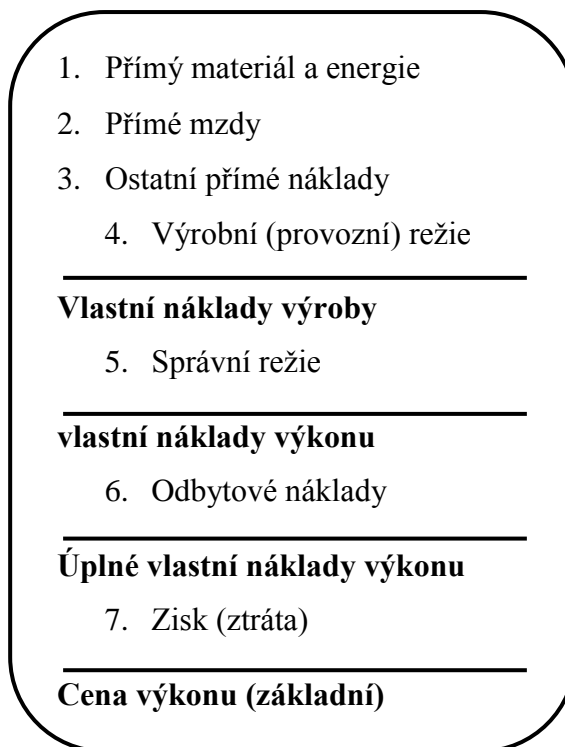 1. Přímý materiál a energie
2. Přímé mzdy
3. Ostatní přímé náklady
4. Výrobní (provozní) režie
Vlastní náklady výroby
5. Správní režie
vlastní náklady výkonu
6. Odbytové náklady
Úplné vlastní náklady výkonu
7. Zisk (ztráta)
Cena výkonu (základní)